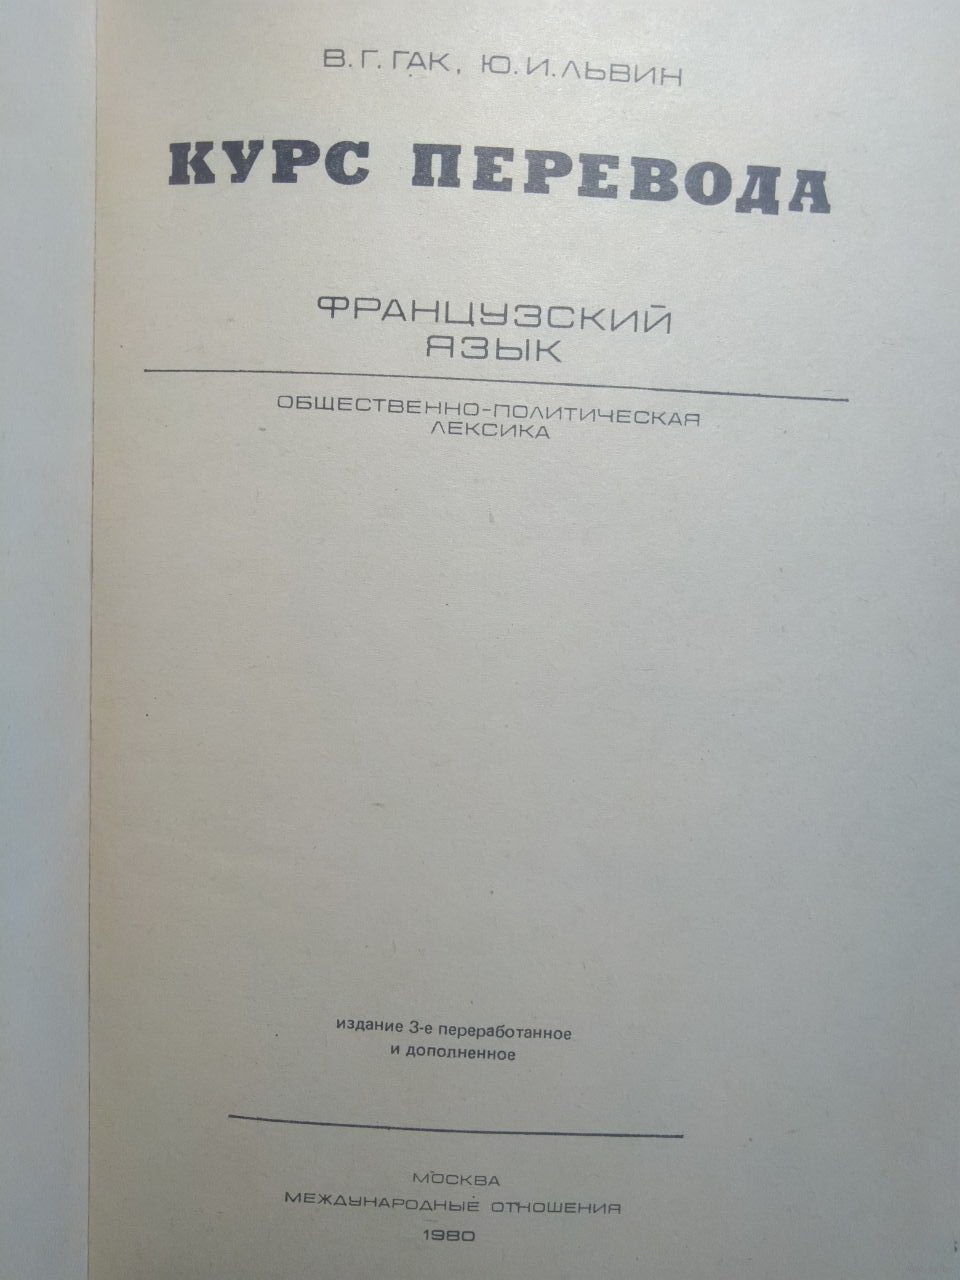 В. Г. ГАК, Ю. И. ЛЬВИН
КУРС ПЕРЕВОДА
ФРАНЦУЗСКИЙ
ЯЗЫК
ОБЩЕСТВЕННО-ПОЛИТИЧЕСКАЯ
ЛЕКСИКА
издание 3-е переработанное
и дополненное
МОСКВА
МЕЖДУНАРОДНЫЕ ОТНОШЕНИЯ
1980